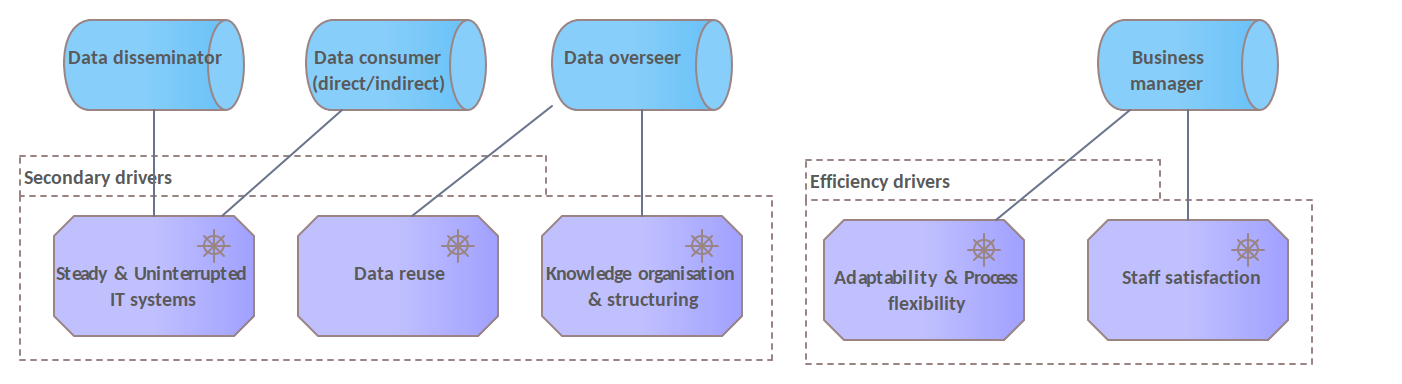 Data disseminator
Data consumer
(direct/indirect)
Data overseer
Business
manager
Secondary drivers
Efficiency drivers
Steady & Uninterrupted
IT systems
Data reuse
Knowledge organisation
& structuring
Adaptability & Process
flexibility
Staff satisfaction